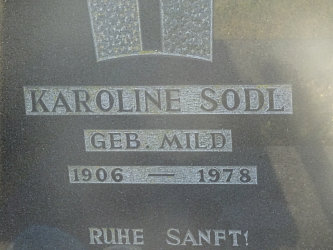 KAROLINE SODL
GEB. MILD
1906 — 1978
RUHE SANFT!